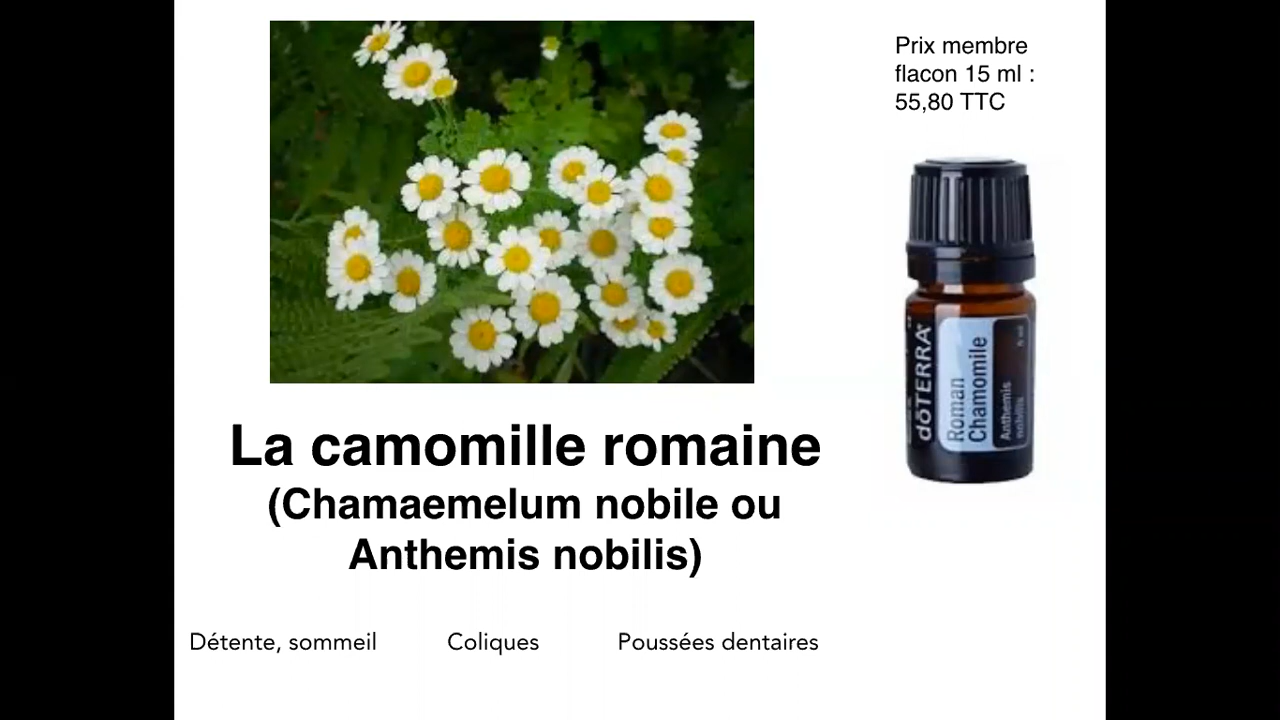 Prix membre
flacon 15 ml :
55,80 TTC
dōTERRA
Roman
Chamomile
Anthemis
nobilis
La camomille romaine
(Chamaemelum nobile ou
Anthemis nobilis)
Détente, sommeil
Coliques
Poussées dentaires